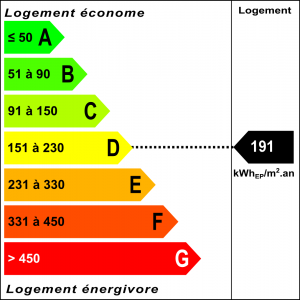 Logement économe
Logement
≤ 50 A
51 à 90 B
91 à 150 C
151 à 230 D
191
kWhEP/m².an
231 à 330 E
331 à 450 F
> 450 G
Logement énergivore